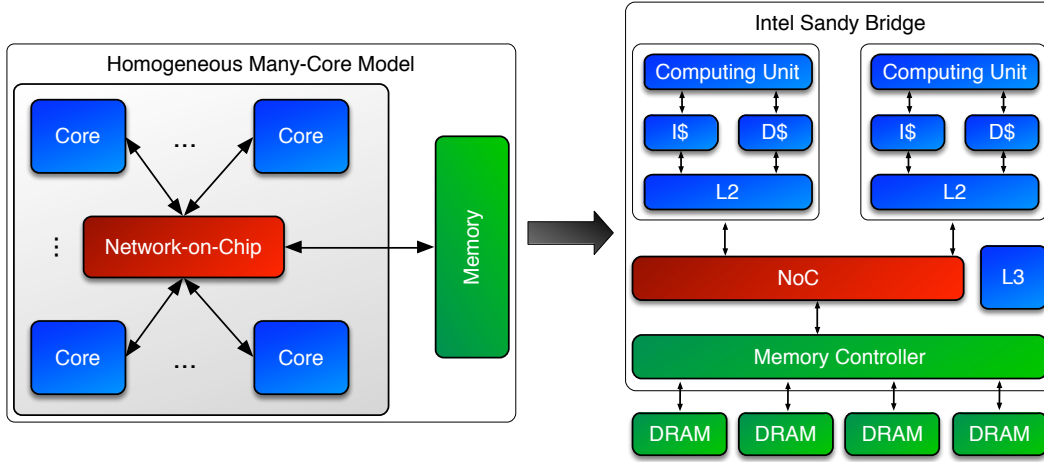 Homogeneous Many-Core Model
Core
...
Core
...
Network-on-Chip
Core
...
Core
Memory
Intel Sandy Bridge
Computing Unit
I$
D$
L2
Computing Unit
I$
D$
L2
NoC
L3
Memory Controller
DRAM
DRAM
DRAM
DRAM